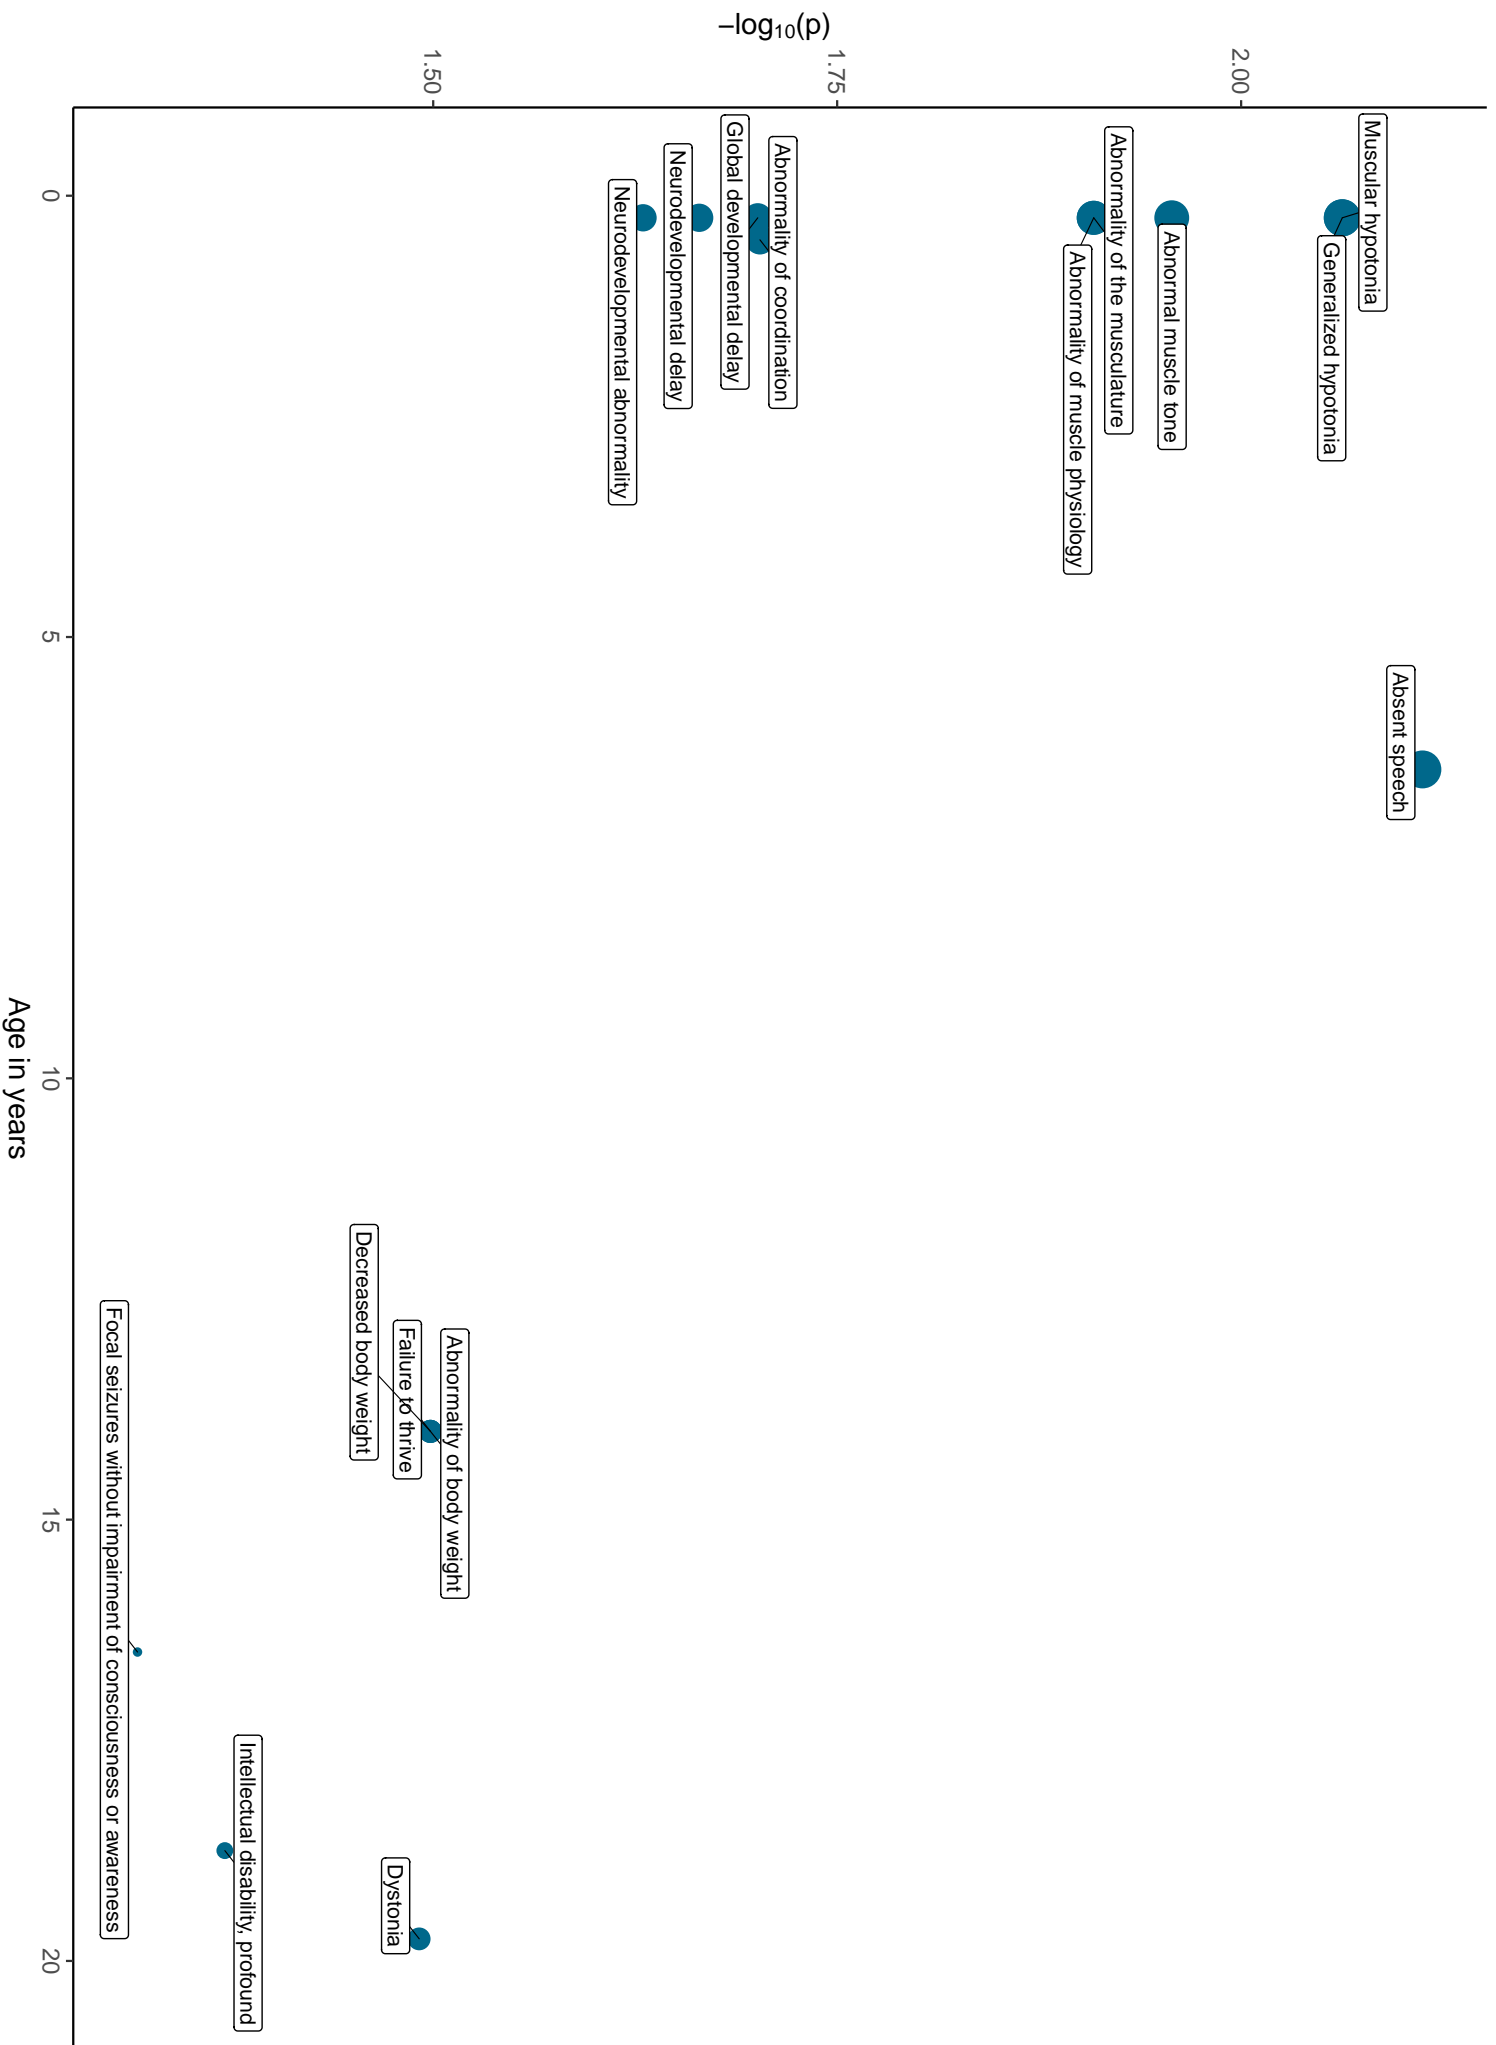 –log₁₀(p)
2.00
1.75
1.50
Muscular hypotonia
Generalized hypotonia
Abnormal muscle tone
Abnormality of the musculature
Abnormality of muscle physiology
Abnormality of coordination
Global developmental delay
Neurodevelopmental delay
Neurodevelopmental abnormality
Absent speech
Abnormality of body weight
Failure to thrive
Decreased body weight
Focal seizures without impairment of consciousness or awareness
Intellectual disability, profound
Dystonia
0
5
10
15
20
Age in years